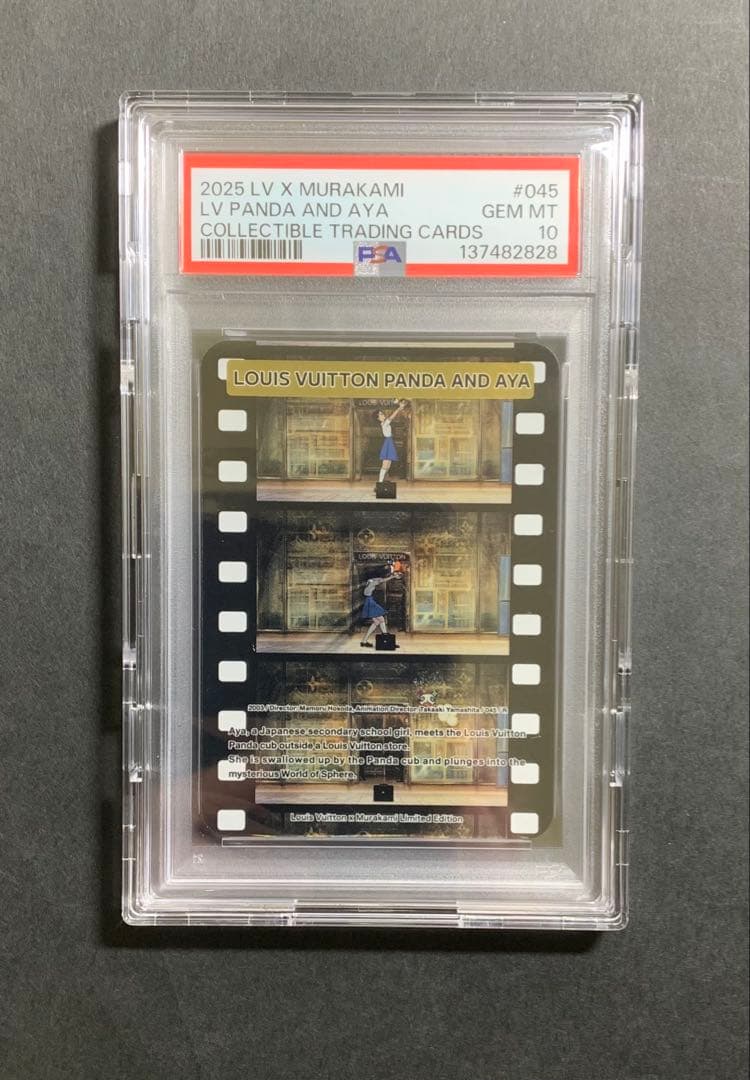 2025 LV X MURAKAMI #045
LV PANDA AND AYA GEM MT
COLLECTIBLE TRADING CARDS 10
PSA 137482828
LOUIS VUITTON PANDA AND AYA
LOUIS VUITTON
LOUIS VUITTON
2003 / Director: Mamoru Hosoda, Animation Director: Takaaki Yamashita / 045 / R
Aya, a Japanese secondary school girl, meets the Louis Vuitton
Panda cub outside a Louis Vuitton store.
She is swallowed up by the Panda cub and plunges into the
mysterious World of Sphere.
Louis Vuitton x Murakami Limited Edition